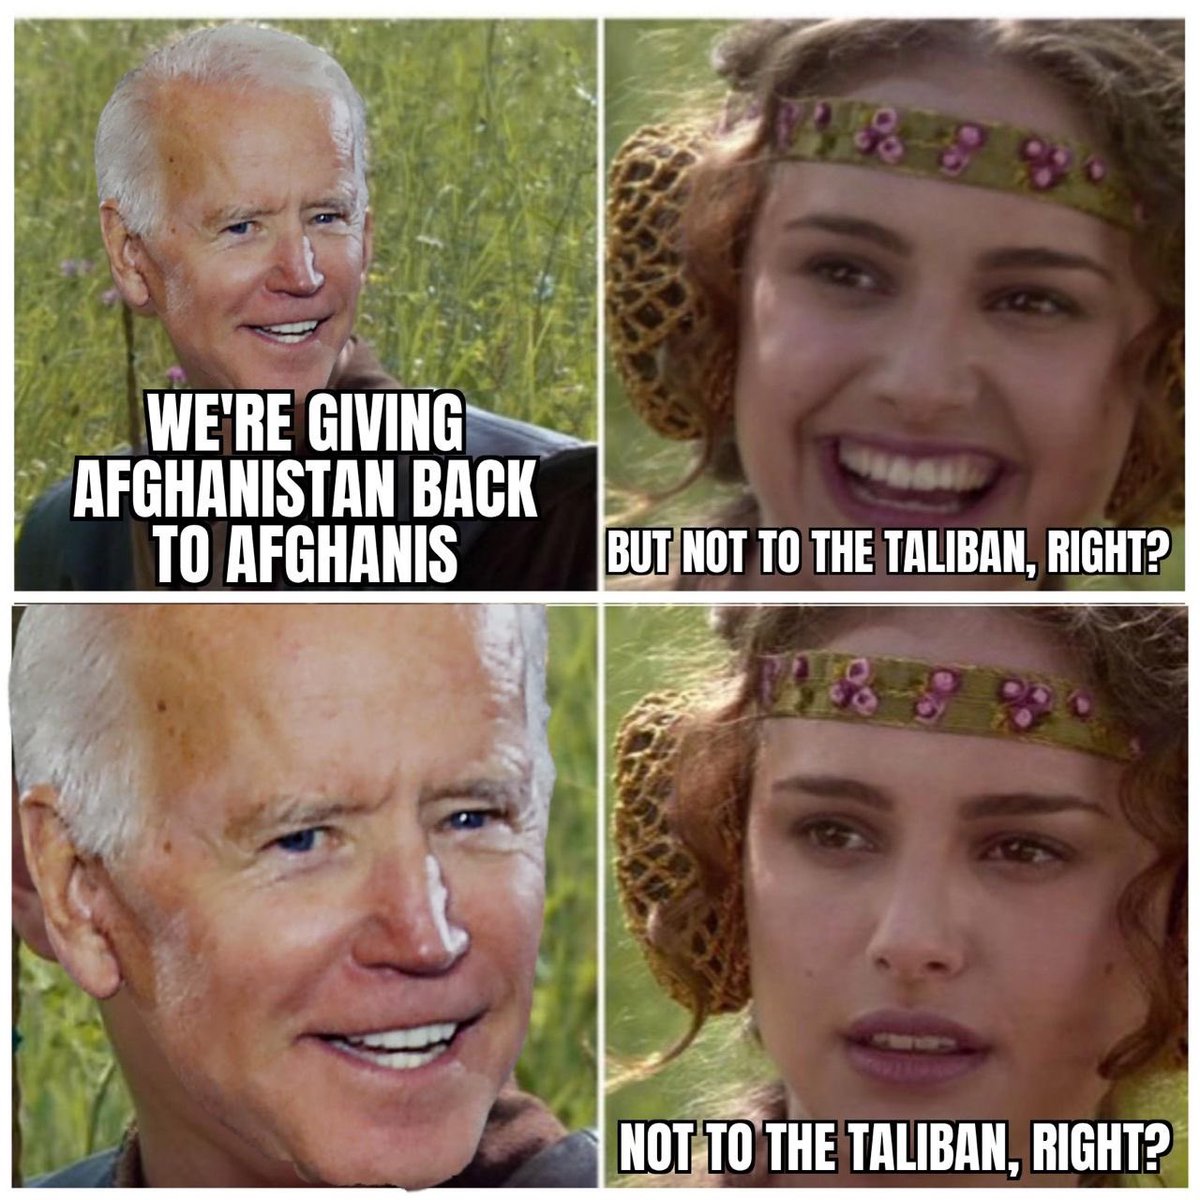 WE'RE GIVING
AFGHANISTAN BACK
TO AFGHANIS
BUT NOT TO THE TALIBAN, RIGHT?
NOT TO THE TALIBAN, RIGHT?